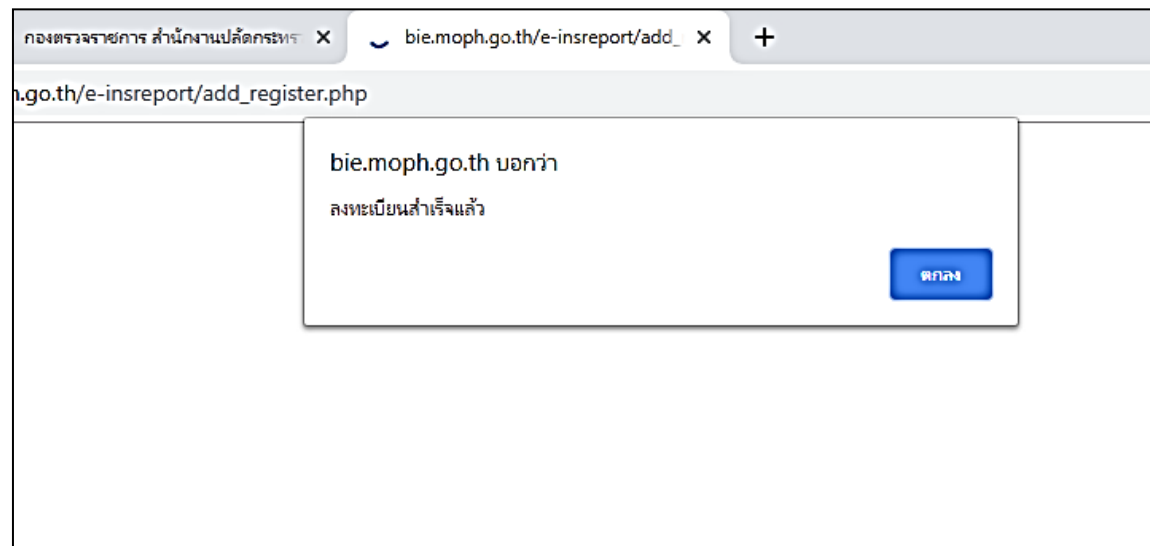 กองตรวจราชการ สำนักงานปลัดกระทร
bie.moph.go.th/e-insreport/add_
.go.th/e-insreport/add_register.php
bie.moph.go.th บอกว่า
ลงทะเบียนสำเร็จแล้ว
ตกลง